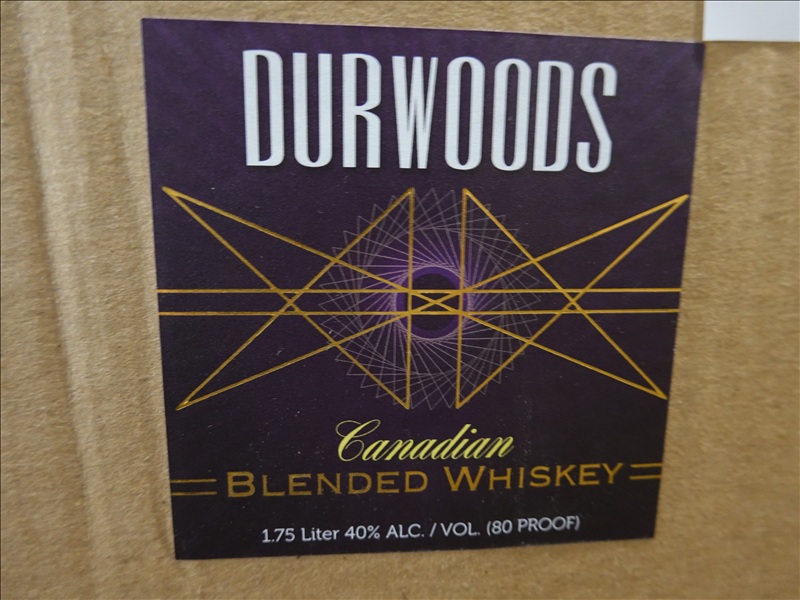 DURWOODS
Canadian
BLENDED WHISKEY
1.75 Liter 40% ALC. / VOL. (80 PROOF)